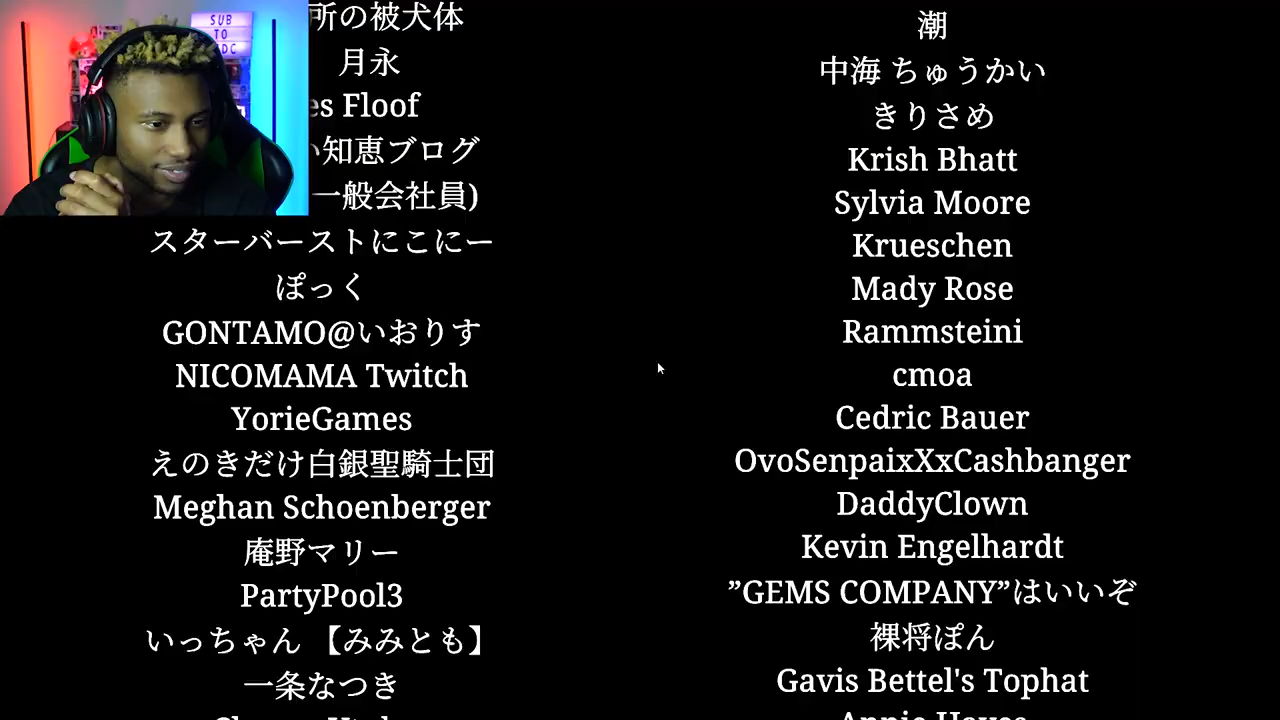 SUB
TO
所の被犬体
月永
es Floof
知恵ブログ
一般会社員)
スターバーストにこにー
ぽっく
GONTAMO@いおりす
NICOMAMA Twitch
YorieGames
えのきだけ白銀聖騎士団
Meghan Schoenberger
庵野マリー
PartyPool3
いっちゃん 【みみとも】
一条なつき
潮
中海 ちゅうかい
きりさめ
Krish Bhatt
Sylvia Moore
Krueschen
Mady Rose
Rammsteini
cmoa
Cedric Bauer
OvoSenpaixXxCashbanger
DaddyClown
Kevin Engelhardt
”GEMS COMPANY”はいいぞ
裸将ぽん
Gavis Bettel's Tophat